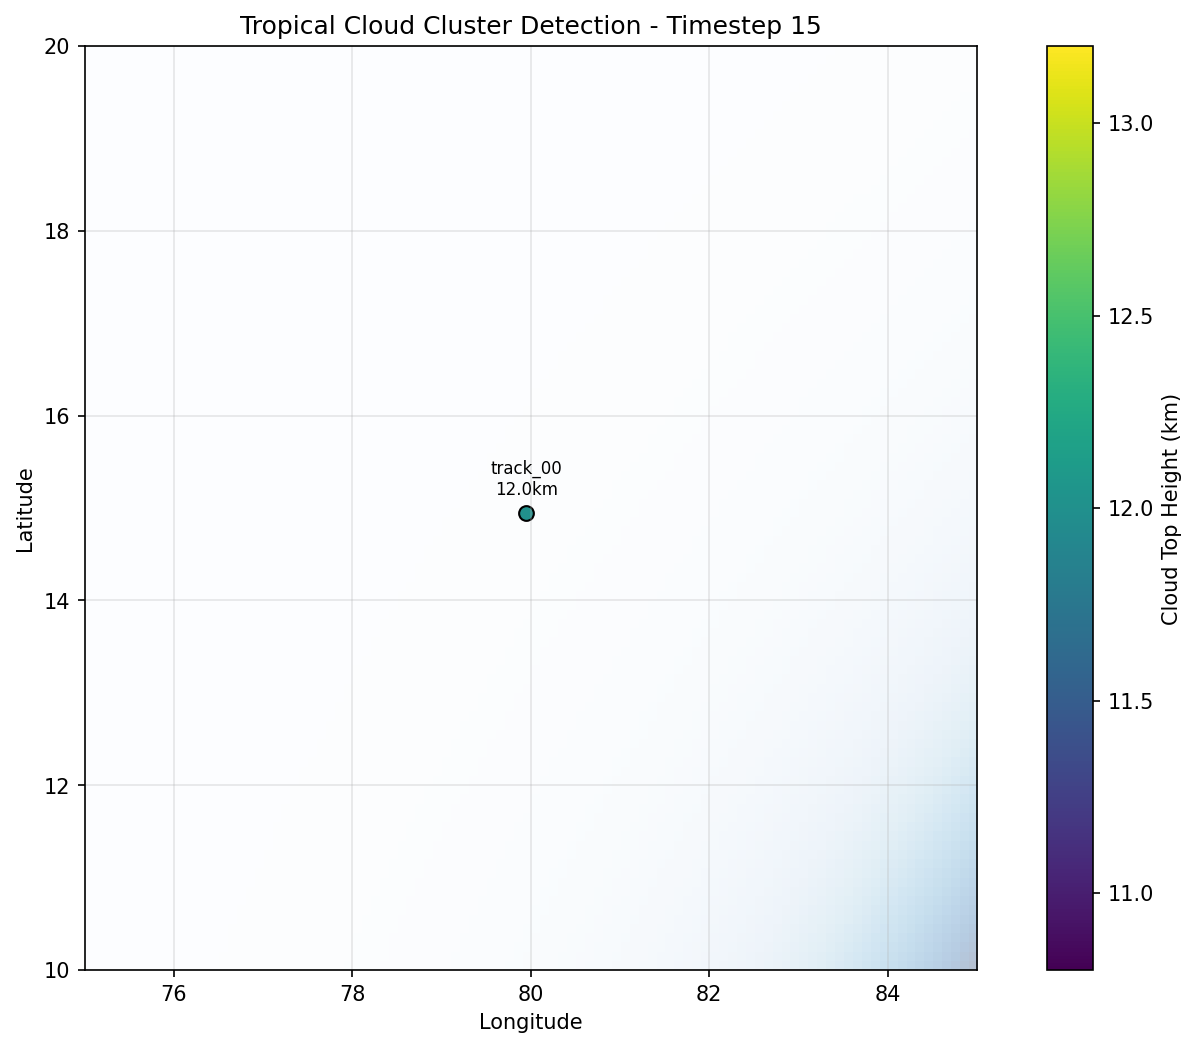 Tropical Cloud Cluster Detection - Timestep 15
20
18
16
14
12
10
Latitude
track_00
12.0km
76
78
80
82
84
Longitude
13.0
12.5
12.0
11.5
11.0
Cloud Top Height (km)